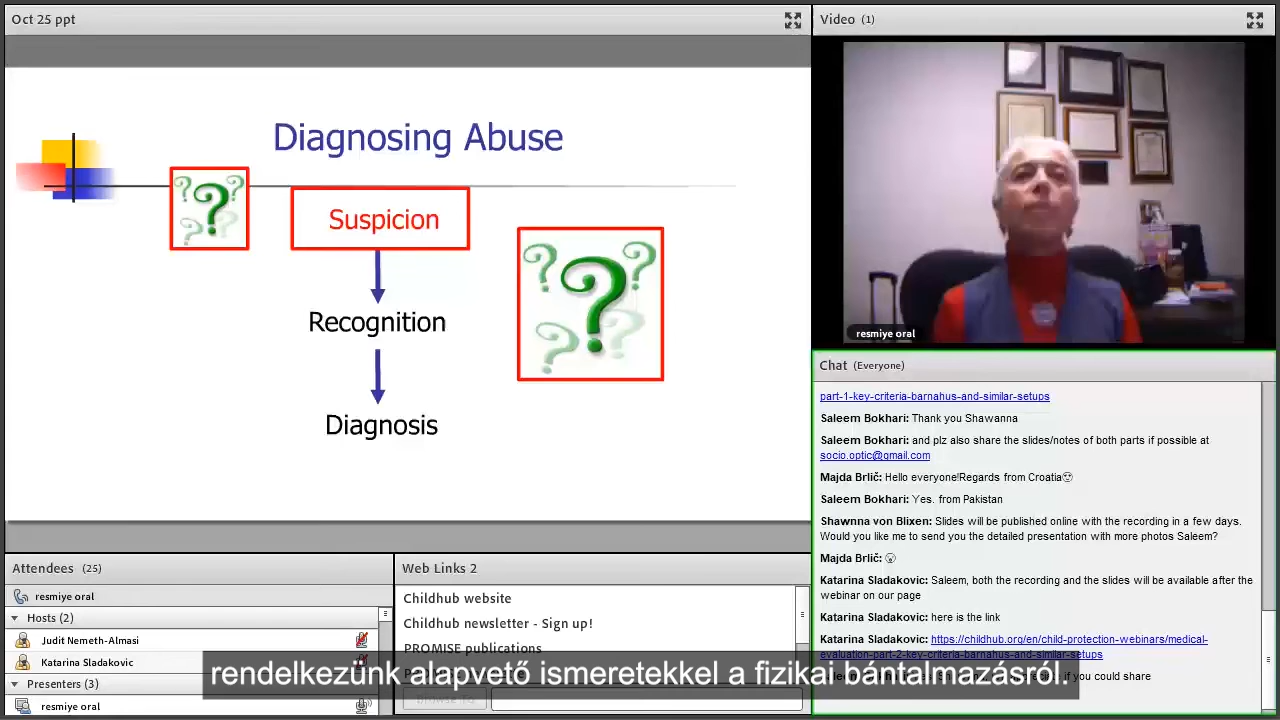 Oct 25 ppt
Diagnosing Abuse
Suspicion
Recognition
Diagnosis
Attendees (25)
resmiye oral
Hosts (2)
Judit Nemeth-Almasi
Katarina Sladakovic
Presenters (3)
resmiye oral
Web Links 2
Childhub website
Childhub newsletter - Sign up!
PROMISE publications
Browse To
Video (1)
resmiye oral
Chat (Everyone)
part-1-key-criteria-barnahus-and-similar-setups
Saleem Bokhari: Thank you Shawanna
Saleem Bokhari: and plz also share the slides/notes of both parts if possible at
socio.optic@gmail.com
Majda Brlič: Hello everyone!Regards from Croatia
Saleem Bokhari: Yes. from Pakistan
Shawnna von Blixen: Slides will be published online with the recording in a few days.
Would you like me to send you the detailed presentation with more photos Saleem?
Majda Brlič:
Katarina Sladakovic: Saleem, both the recording and the slides will be available after the
webinar on our page
Katarina Sladakovic: here is the link
Katarina Sladakovic: https://childhub.org/en/child-protection-webinars/medical-
evaluation-part-2-key-criteria-barnahus-and-similar-setups
if you could share
rendelkezünk alapvető ismeretekkel a fizikai bántalmazásról.